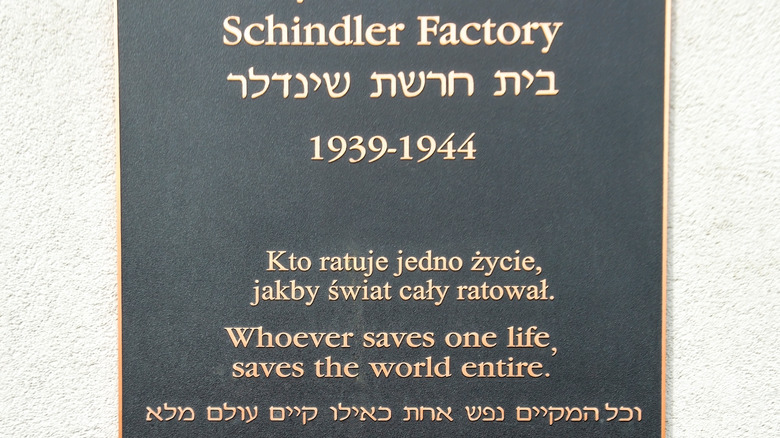 Schindler Factory
בית חרשת שינדלר
1939-1944
Kto ratuje jedno życie,
jakby świat cały ratował.
Whoever saves one life,
saves the world entire.
וכל המקיים נפש אחת כאילו קיים עולם מלא